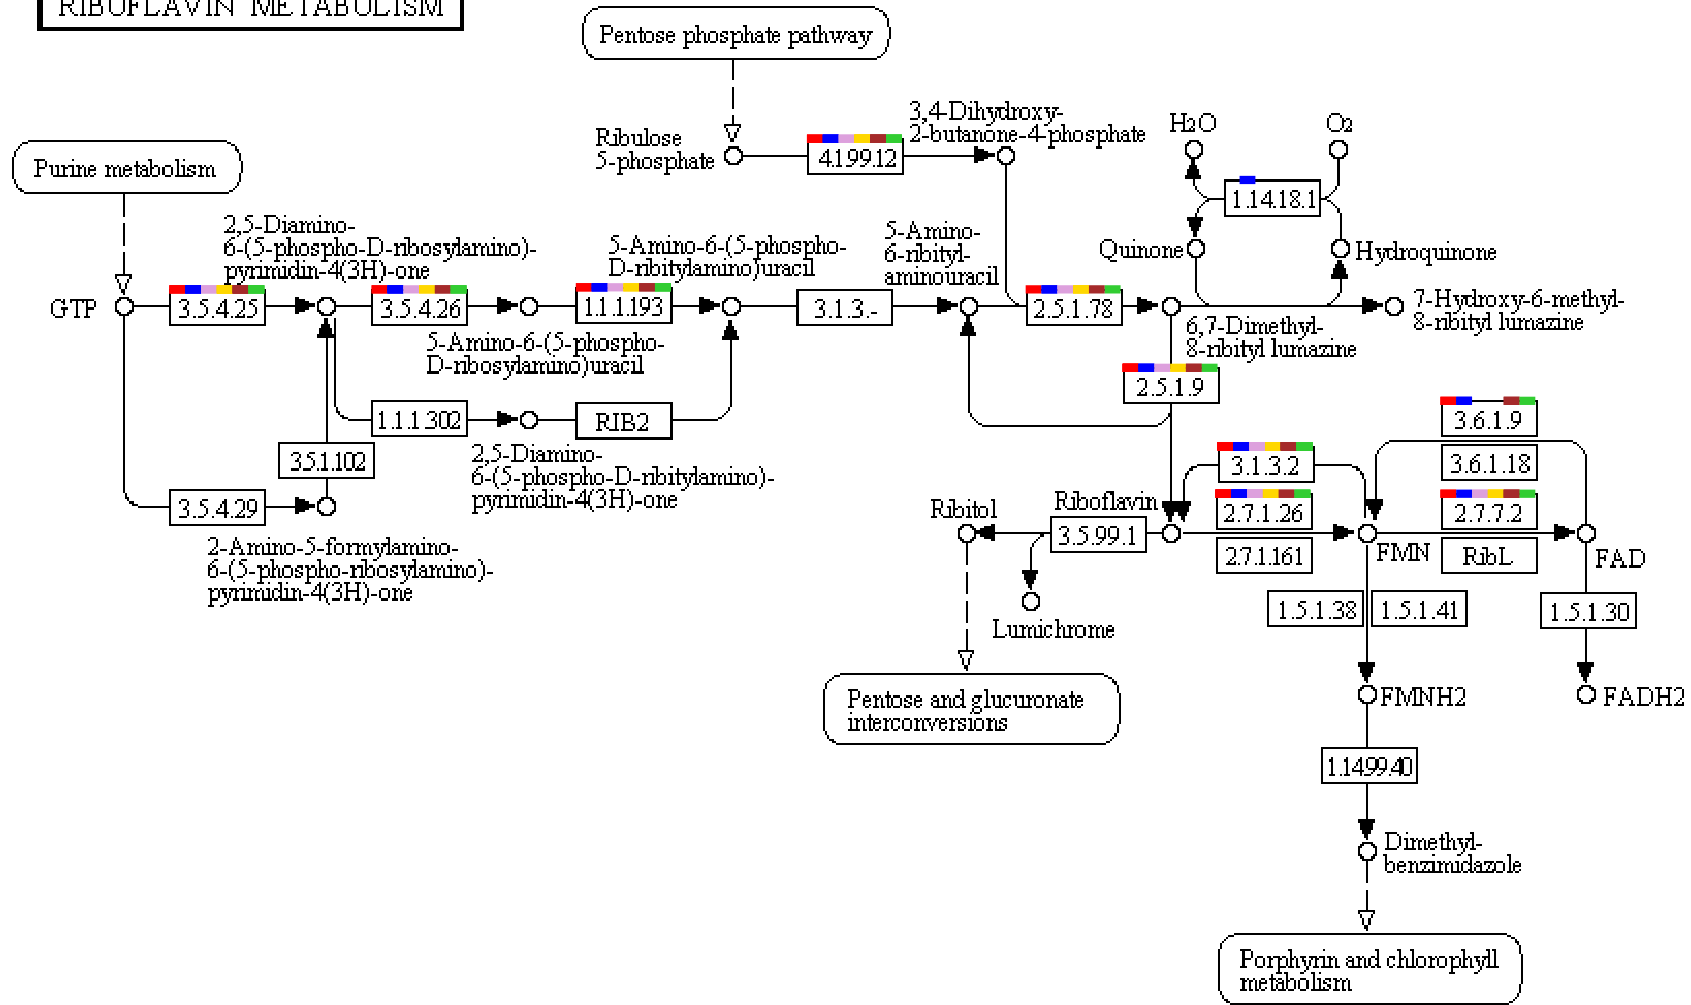 RIBOFLAVIN METABOLISM
Pentose phosphate pathway
Purine metabolism
Ribulose
5-phosphate
4.1.99.12
3,4-Dihydroxy-
2-butanone-4-phosphate
H2O
O2
1.14.18.1
Quinone
Hydroquinone
2,5-Diamino-
6-(5-phospho-D-ribosylamino)-
pyrimidin-4(3H)-one
5-Amino-6-(5-phospho-
D-ribitylamino)uracil
5-Amino-
6-ribityl-
aminouracil
GTP
3.5.4.25
3.5.4.26
1.1.1.193
3.1.3.-
2.5.1.78
7-Hydroxy-6-methyl-
8-ribityl lumazine
5-Amino-6-(5-phospho-
D-ribosylamino)uracil
6,7-Dimethyl-
8-ribityl lumazine
2.5.1.9
1.1.1.302
RIB2
3.6.1.9
3.5.1.102
2,5-Diamino-
6-(5-phospho-D-ribitylamino)-
pyrimidin-4(3H)-one
3.1.3.2
3.6.1.18
3.5.4.29
Ribitol
Riboflavin
3.5.99.1
2.7.1.26
2.7.7.2
2.7.1.161
FMN
RibL
FAD
2-Amino-5-formylamino-
6-(5-phospho-ribosylamino)-
pyrimidin-4(3H)-one
Lumichrome
1.5.1.38
1.5.1.41
1.5.1.30
Pentose and glucuronate
interconversions
FMNH2
FADH2
1.14.99.40
Dimethyl-
benzimidazole
Porphyrin and chlorophyll
metabolism